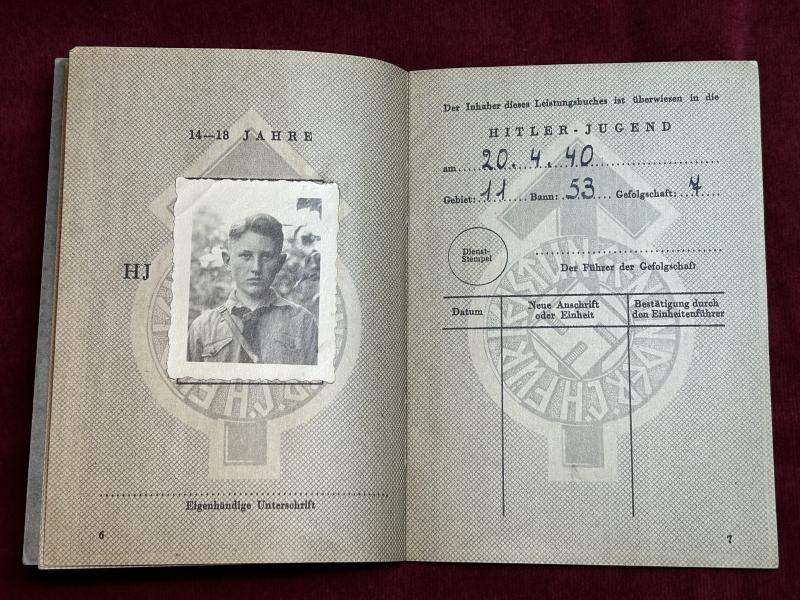 14—18 JAHRE
HJ
Eigenhändige Unterschrift
6
Der Inhaber dieses Leistungsbuches ist überwiesen in die
HITLER-JUGEND
am 20.4.40
Gebiet: 11 Bann: 53 Gefolgschaft: 7
Dienst-
Stempel
Der Führer der Gefolgschaft
Datum
Neue Anschrift
oder Einheit
Bestätigung durch
den Einheitenführer
7